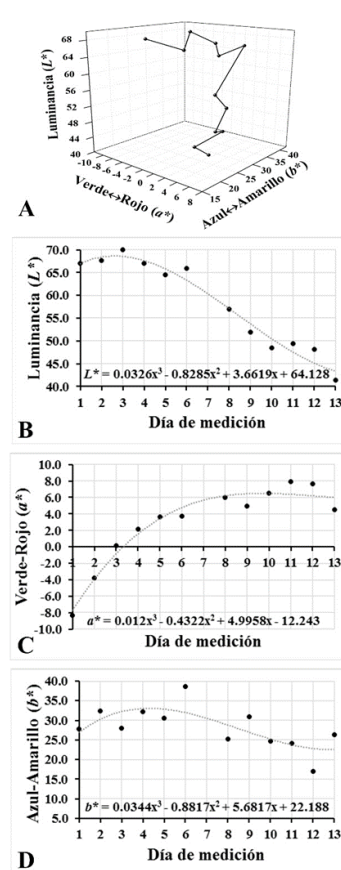 68
64
60
56
52
48
44
40
Luminancia (L*)
-10 -8 -6 -4 -2 0 2 4 6 8
Verde↔Rojo (a*)
15 20 25 30 35 40
Azul↔Amarillo (b*)
A
70.0
65.0
60.0
55.0
50.0
45.0
40.0
Luminancia (L*)
L* = 0.0326x³ - 0.8285x² + 3.6619x + 64.128
1 2 3 4 5 6 7 8 9 10 11 12 13
Día de medición
B
10.0
8.0
6.0
4.0
2.0
0.0
-2.0
-4.0
-6.0
-8.0
-10.0
Verde-Rojo (a*)
1 2 3 4 5 6 7 8 9 10 11 12 13
a* = 0.012x³ - 0.4322x² + 4.9958x - 12.243
Día de medición
C
40.0
35.0
30.0
25.0
20.0
15.0
10.0
5.0
Azul-Amarillo (b*)
b* = 0.0344x³ - 0.8817x² + 5.6817x + 22.188
1 2 3 4 5 6 7 8 9 10 11 12 13
Día de medición
D